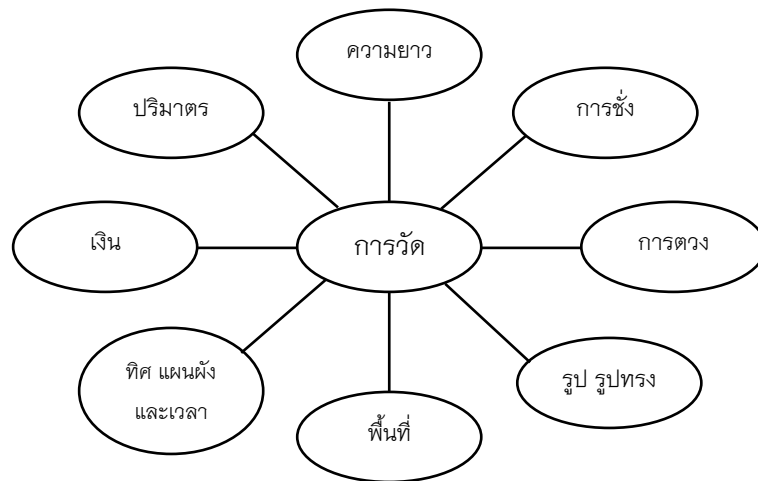 ความยาว
ปริมาตร
การชั่ง
เงิน
การวัด
การตวง
ทิศ แผนผัง
และเวลา
รูป รูปทรง
พื้นที่